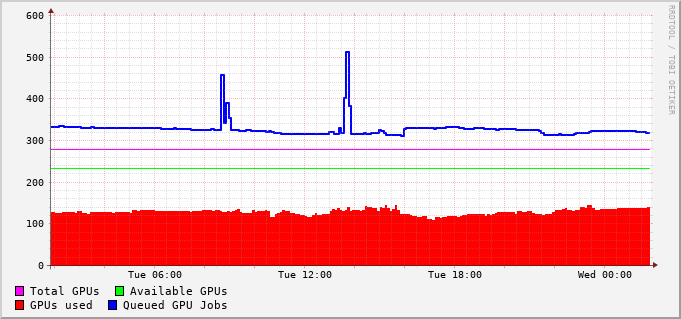 600
500
400
300
200
100
0
Tue 06:00 Tue 12:00 Tue 18:00 Wed 00:00
Total GPUs Available GPUs
GPUs used Queued GPU Jobs
RRDTOOL / TOBI OETIKER